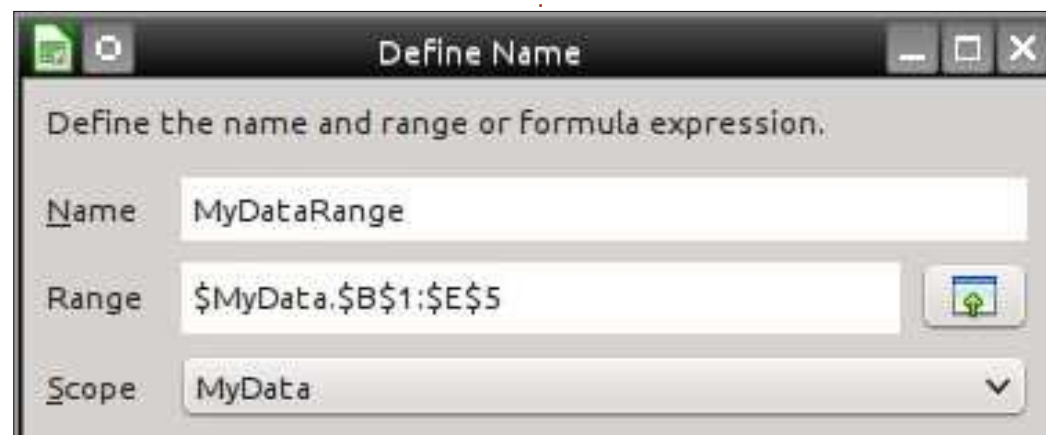 Define Name
Define the name and range or formula expression.
Name MyDataRange
Range $MyData.$B$1:$E$5
Scope MyData